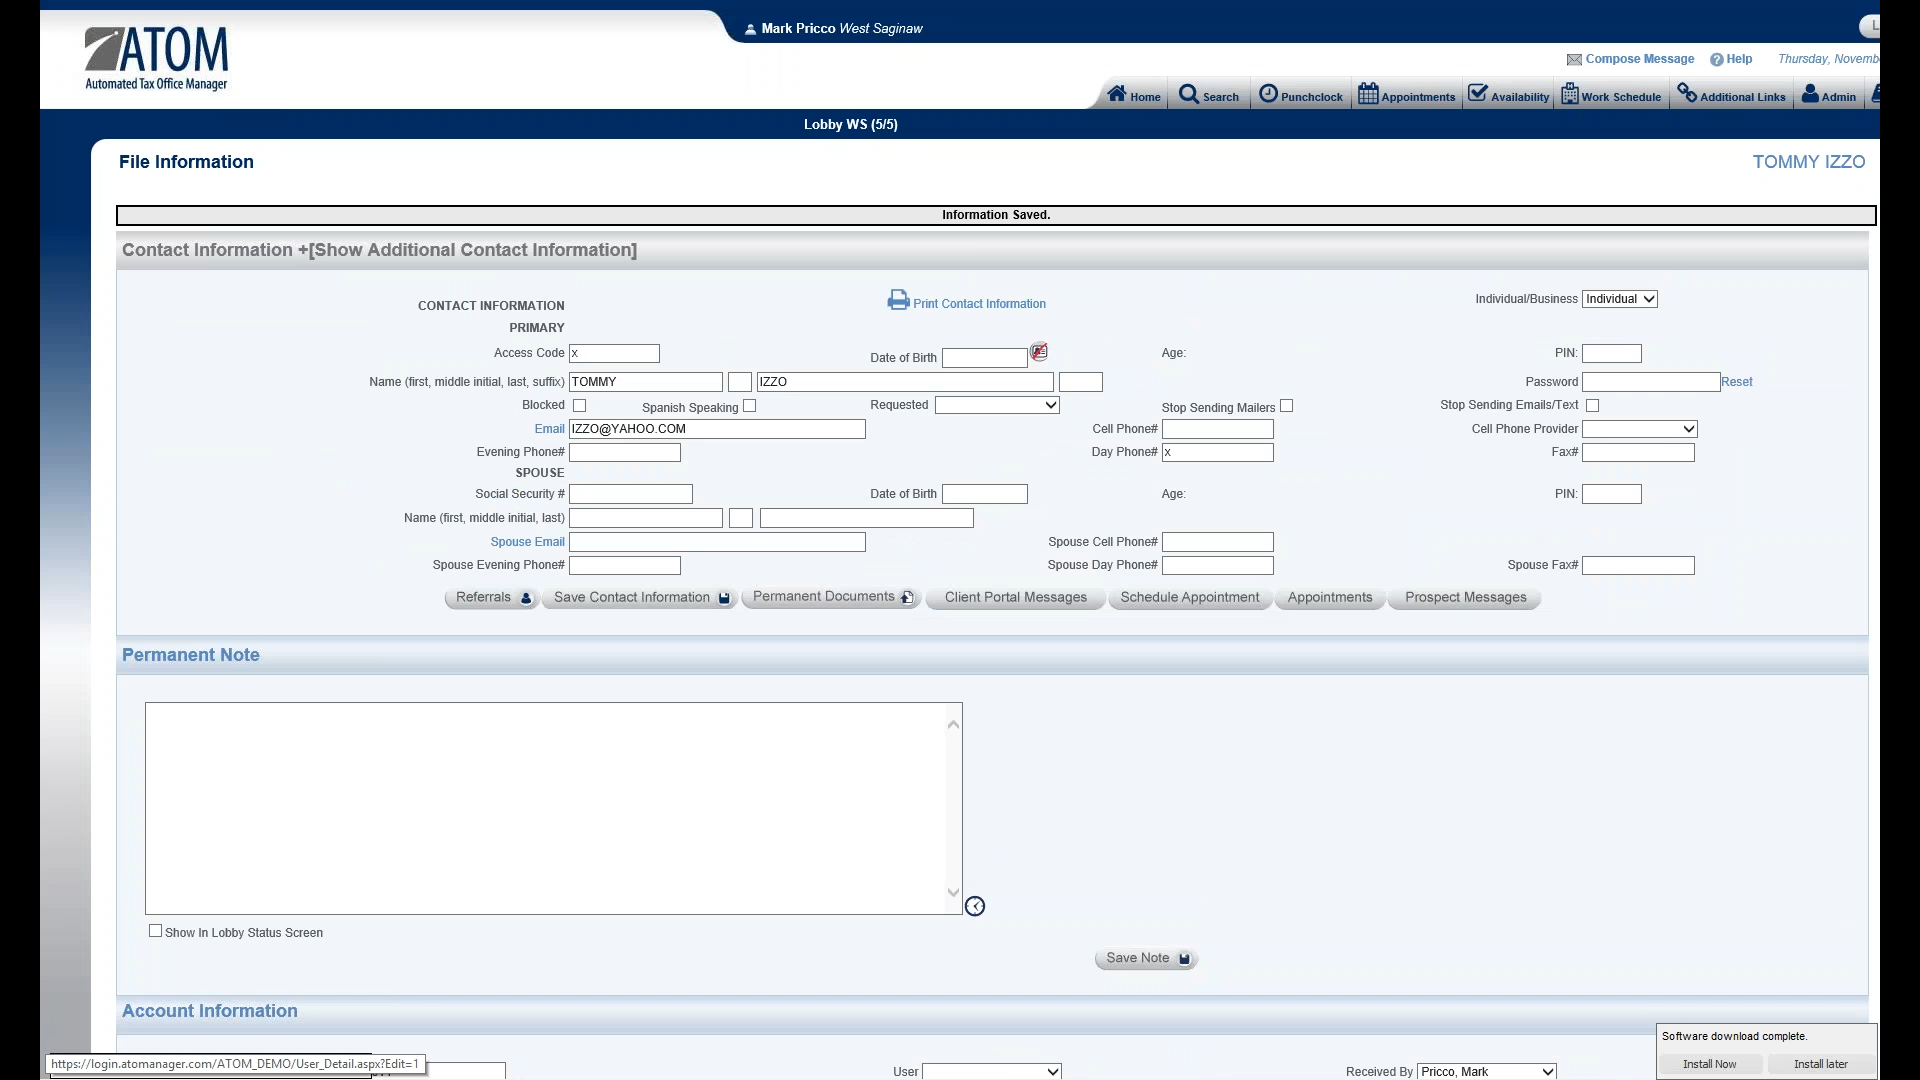 ATOM
Automated Tax Office Manager
Mark Pricco West Saginaw
Compose Message Help Thursday,
Home Search Punchclock Appointments Availability Work Schedule Additional Links Admin
Lobby WS (5/5)
File Information TOMMY IZZO
Information Saved.
Contact Information +[Show Additional Contact Information]
CONTACT INFORMATION Print Contact Information Individual/Business Individual
PRIMARY
Access Code x Date of Birth Age: PIN:
Name (first, middle initial, last, suffix) TOMMY IZZO Password Reset
Blocked Spanish Speaking Requested Stop Sending Mailers Stop Sending Emails/Text
Email IZZO@YAHOO.COM Cell Phone# Cell Phone Provider
Evening Phone# Day Phone# x Fax#
SPOUSE
Social Security # Date of Birth Age: PIN:
Name (first, middle initial, last)
Spouse Email Spouse Cell Phone#
Spouse Evening Phone# Spouse Day Phone# Spouse Fax#
Referrals Save Contact Information Permanent Documents Client Portal Messages Schedule Appointment Appointments Prospect Messages
Permanent Note
Show In Lobby Status Screen
Save Note
Account Information
Software download complete.
Install Now Install later
https://login.atomanager.com/ATOM_DEMO/User_Detail.aspx?Edit=1
User Received By Pricco, Mark